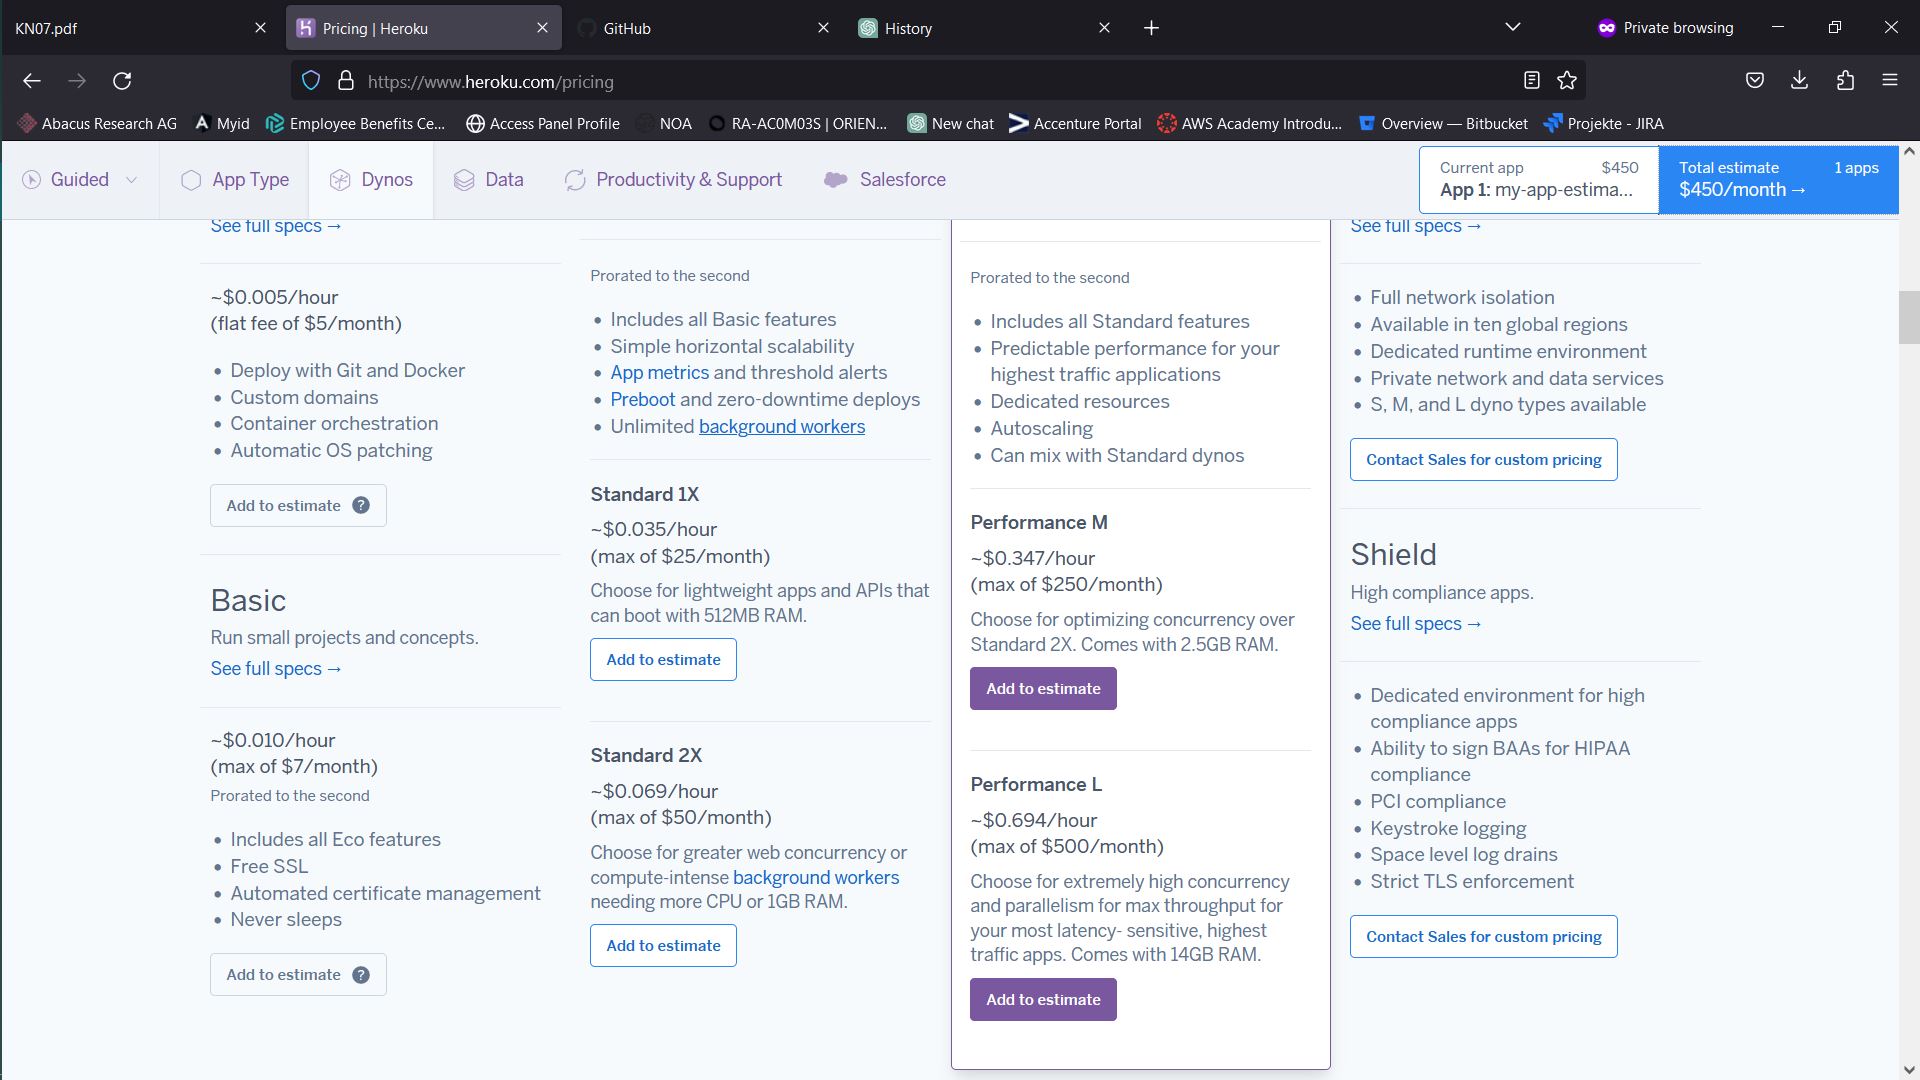 KN07.pdf
Pricing | Heroku
GitHub
History
Private browsing
https://www.heroku.com/pricing
Abacus Research AG
Myid
Employee Benefits Ce...
Access Panel Profile
NOA
RA-AC0M03S | ORIEN...
New chat
Accenture Portal
AWS Academy Introdu...
Overview — Bitbucket
Projekte - JIRA
Guided
App Type
Dynos
Data
Productivity & Support
Salesforce
Current app $450
App 1: my-app-estima...
Total estimate 1 apps
$450/month →
See full specs →
~$0.005/hour
(flat fee of $5/month)
Deploy with Git and Docker
Custom domains
Container orchestration
Automatic OS patching
Add to estimate ?
Basic
Run small projects and concepts.
See full specs →
~$0.010/hour
(max of $7/month)
Prorated to the second
Includes all Eco features
Free SSL
Automated certificate management
Never sleeps
Add to estimate ?
Prorated to the second
Includes all Basic features
Simple horizontal scalability
App metrics and threshold alerts
Preboot and zero-downtime deploys
Unlimited background workers
Standard 1X
~$0.035/hour
(max of $25/month)
Choose for lightweight apps and APIs that
can boot with 512MB RAM.
Add to estimate
Standard 2X
~$0.069/hour
(max of $50/month)
Choose for greater web concurrency or
compute-intense background workers
needing more CPU or 1GB RAM.
Add to estimate
Prorated to the second
Includes all Standard features
Predictable performance for your
highest traffic applications
Dedicated resources
Autoscaling
Can mix with Standard dynos
Performance M
~$0.347/hour
(max of $250/month)
Choose for optimizing concurrency over
Standard 2X. Comes with 2.5GB RAM.
Add to estimate
Performance L
~$0.694/hour
(max of $500/month)
Choose for extremely high concurrency
and parallelism for max throughput for
your most latency- sensitive, highest
traffic apps. Comes with 14GB RAM.
Add to estimate
See full specs →
Full network isolation
Available in ten global regions
Dedicated runtime environment
Private network and data services
S, M, and L dyno types available
Contact Sales for custom pricing
Shield
High compliance apps.
See full specs →
Dedicated environment for high
compliance apps
Ability to sign BAAs for HIPAA
compliance
PCI compliance
Keystroke logging
Space level log drains
Strict TLS enforcement
Contact Sales for custom pricing